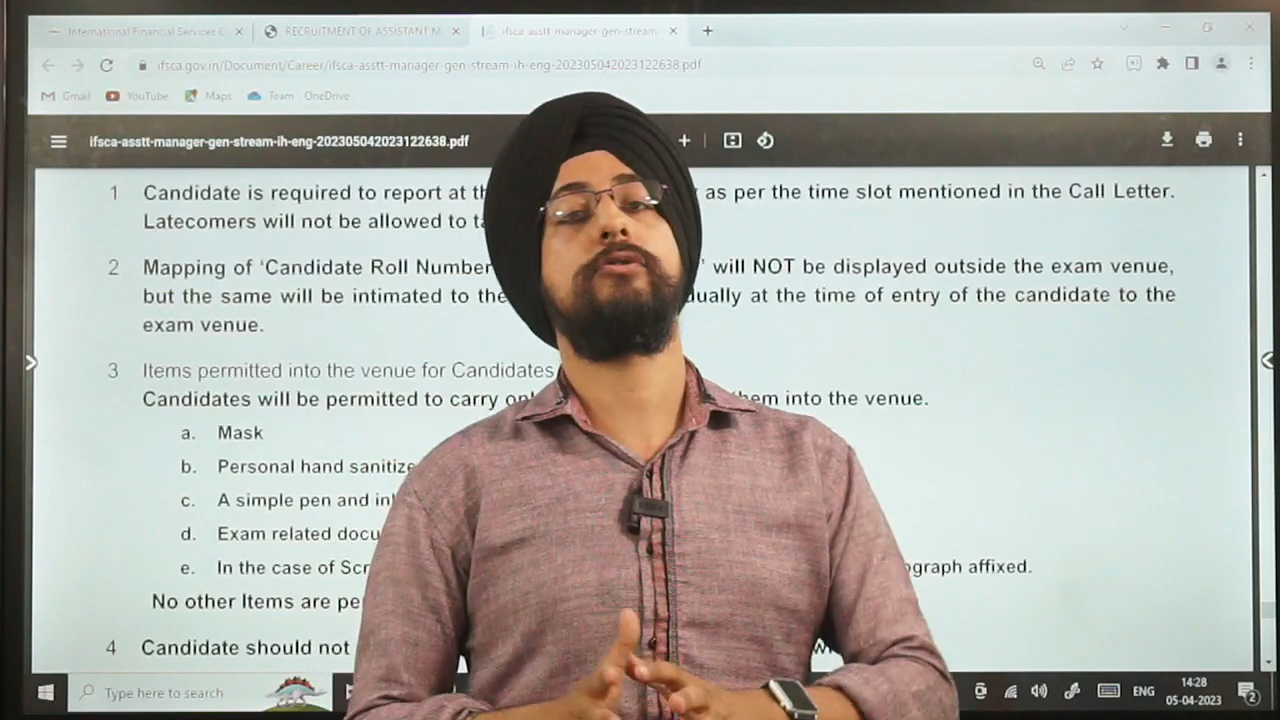 International Financial Services C
RECRUITMENT OF ASSISTANT M
ifsca-asstt-manager-gen-stream
ifsca.gov.in/Document/Career/ifsca-asstt-manager-gen-stream-ih-eng-202305042023122638.pdf
Gmail YouTube Maps Team OneDrive
ifsca-asstt-manager-gen-stream-ih-eng-202305042023122638.pdf
1 Candidate is required to report at th as per the time slot mentioned in the Call Letter.
Latecomers will not be allowed to ta
2 Mapping of ‘Candidate Roll Number ’ will NOT be displayed outside the exam venue,
but the same will be intimated to the dually at the time of entry of the candidate to the
exam venue.
3 Items permitted into the venue for Candidates
Candidates will be permitted to carry onl hem into the venue.
a. Mask
b. Personal hand sanitize
c. A simple pen and in
d. Exam related docu
e. In the case of Scr ograph affixed.
No other Items are pe
4 Candidate should not
Type here to search
ENG
14:28
05-04-2023
2